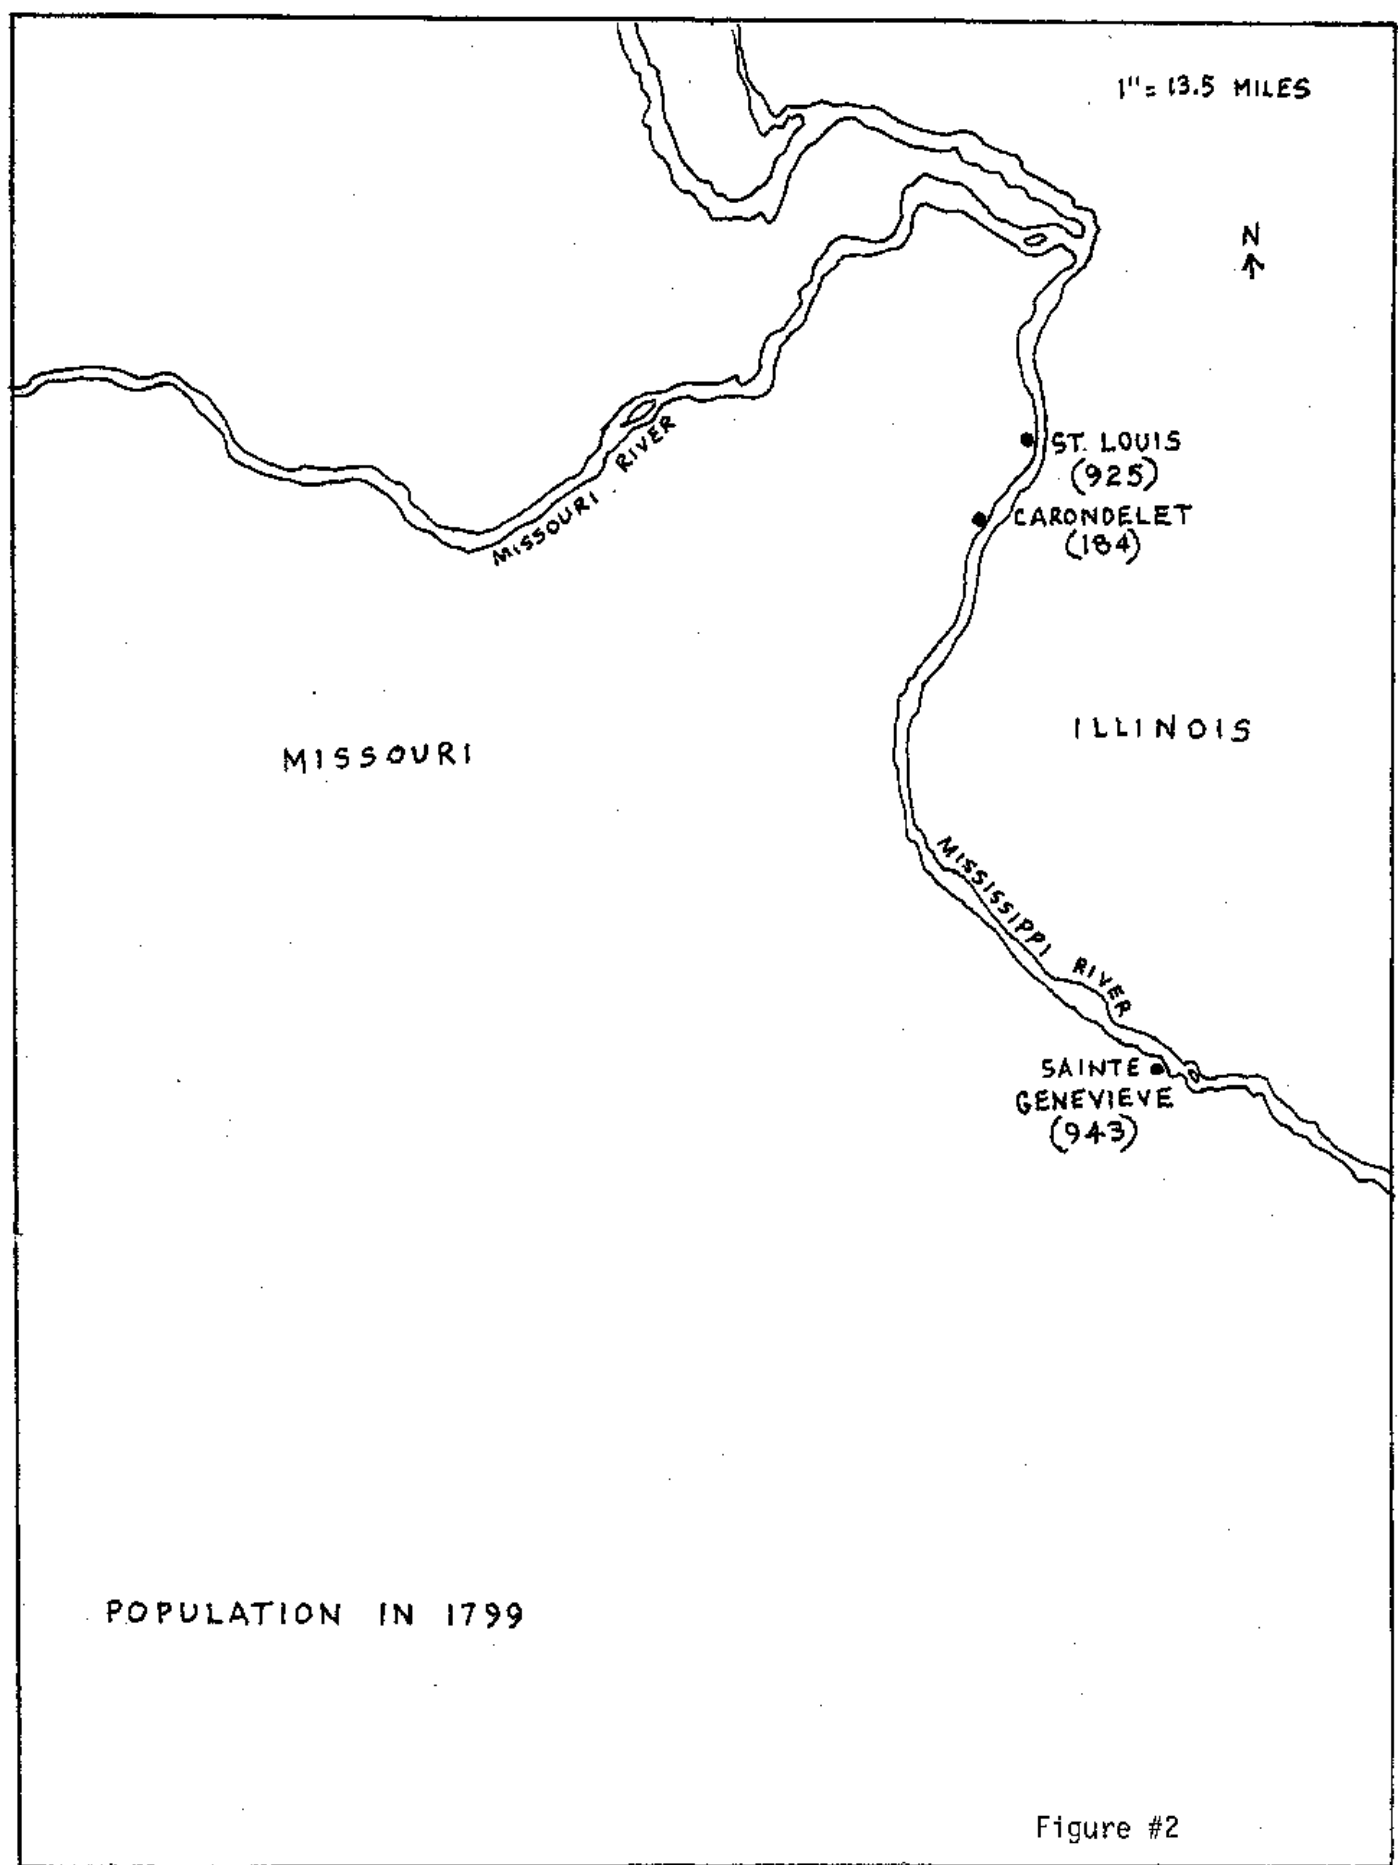 1" = 13.5 MILES
N
ST. LOUIS
(925)
CARONDELET
(184)
MISSOURI RIVER
MISSOURI
ILLINOIS
MISSISSIPPI RIVER
SAINTE
GENEVIEVE
(943)
POPULATION IN 1799
Figure #2